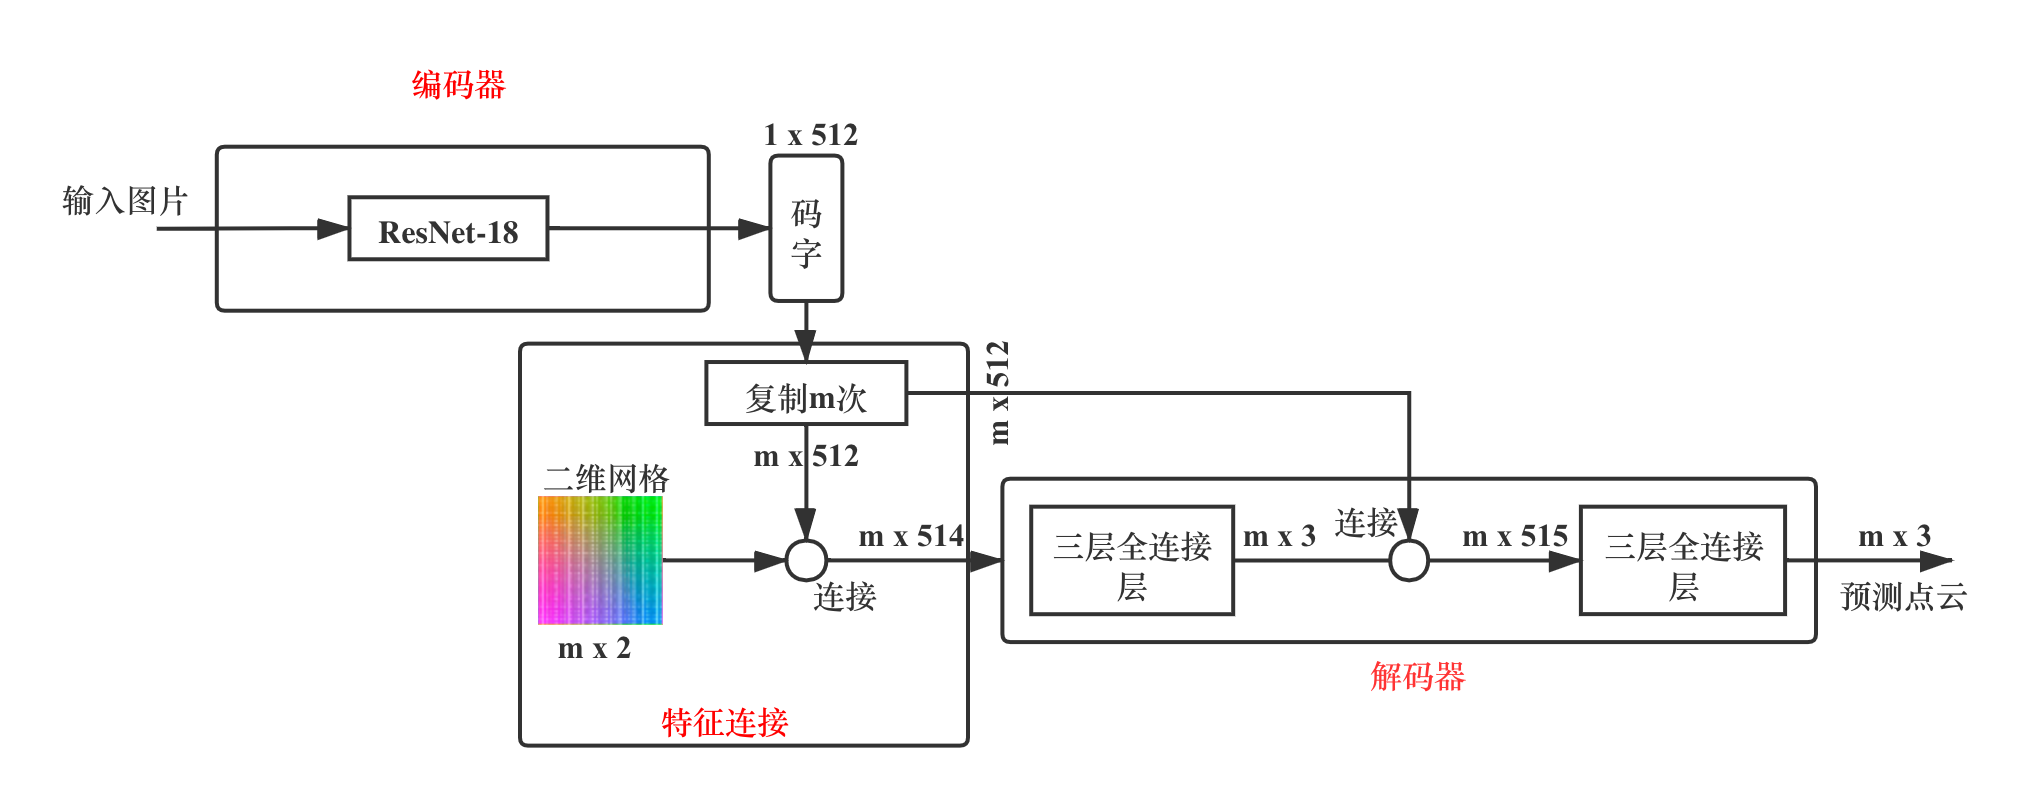 编码器
1 x 512
输入图片
ResNet-18
码
字
复制m次
m x 512
m x 512
二维网格
m x 2
连接
m x 514
特征连接
三层全连接
层
m x 3
连接
m x 515
三层全连接
层
m x 3
预测点云
解码器